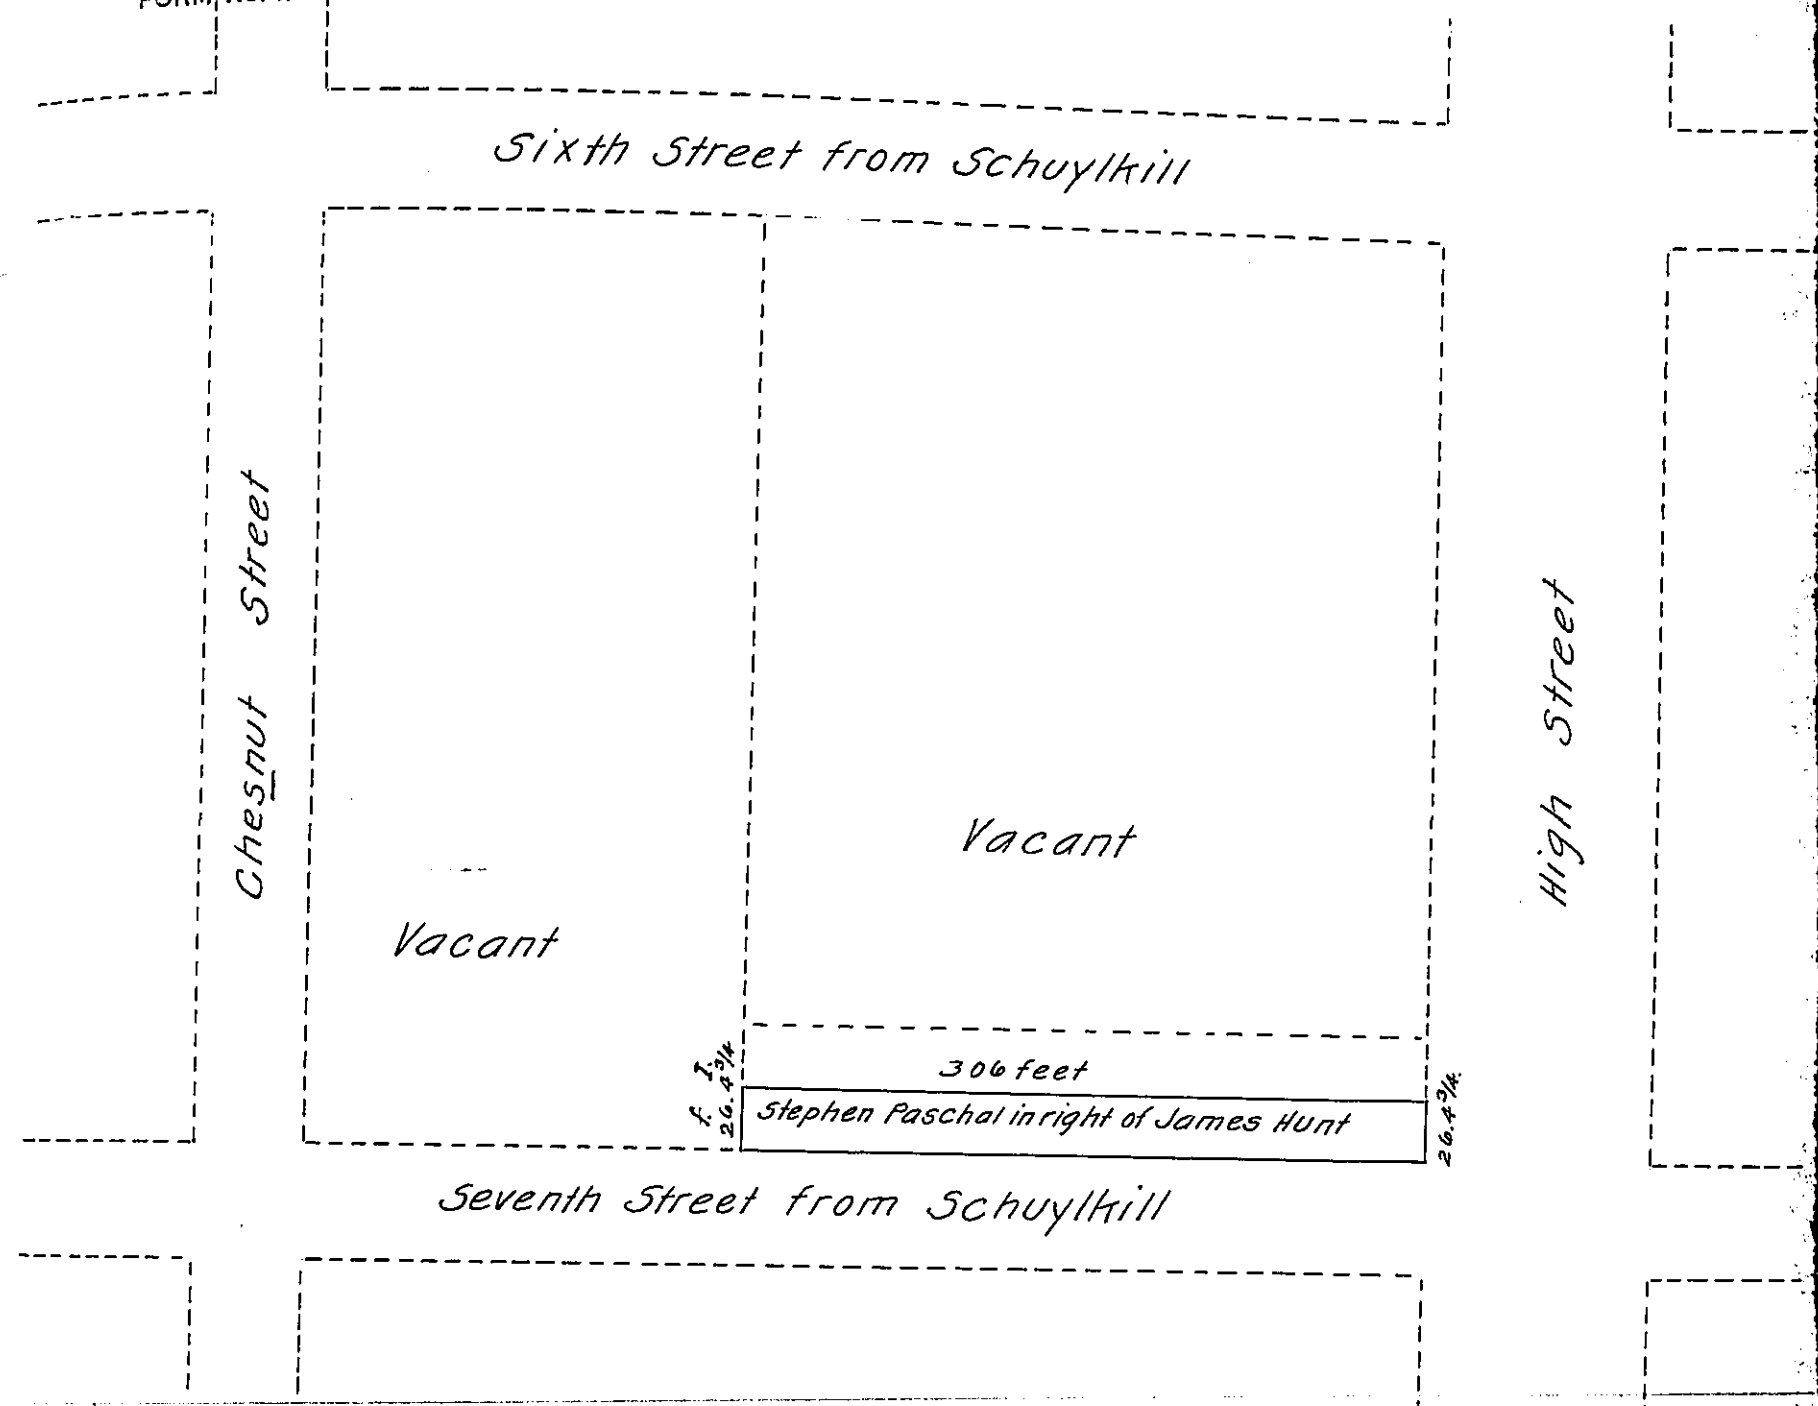 FORM
Sixth Street from Schuylkill
Chesnut Street
High Street
Vacant
Vacant
306 feet
f. I.
26. 4 3/4
Stephen Paschal in right of James Hunt
26. 4 3/4.
Seventh Street from Schuylkill